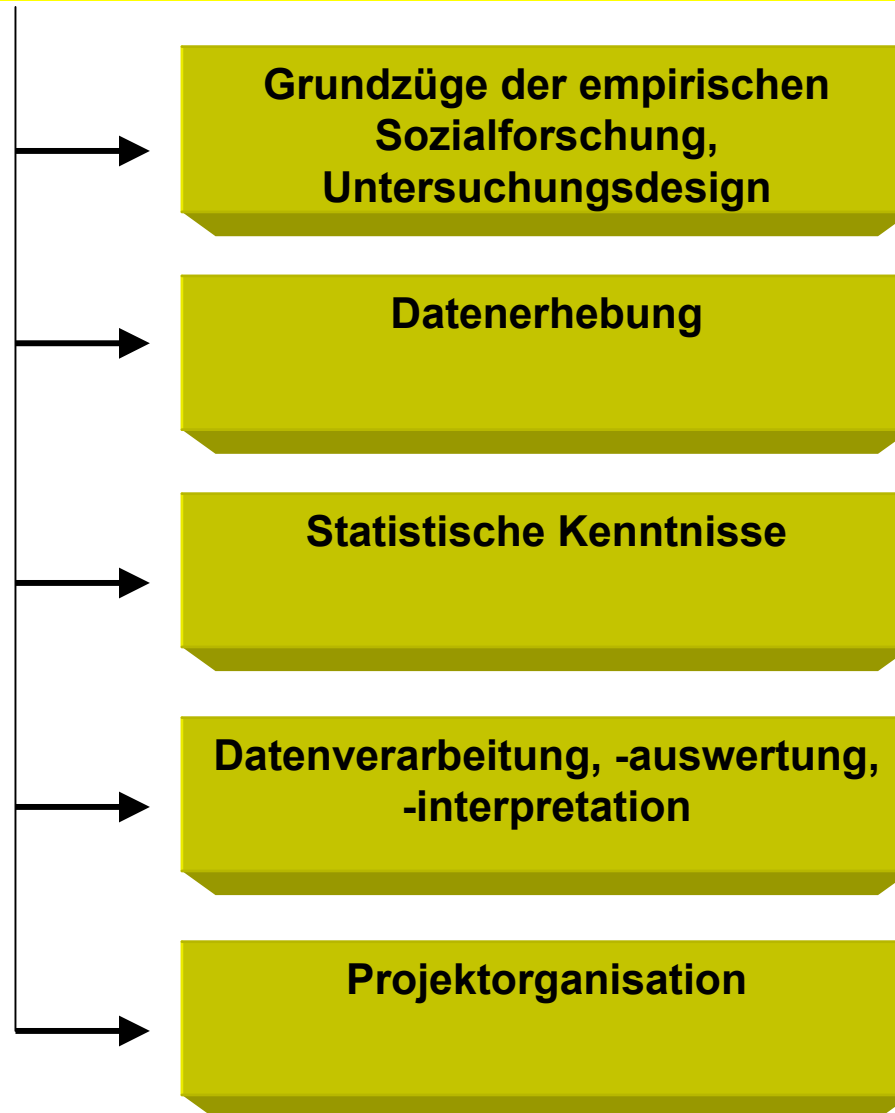 Grundzüge der empirischen
Sozialforschung,
Untersuchungsdesign
Datenerhebung
Statistische Kenntnisse
Datenverarbeitung, -auswertung,
-interpretation
Projektorganisation